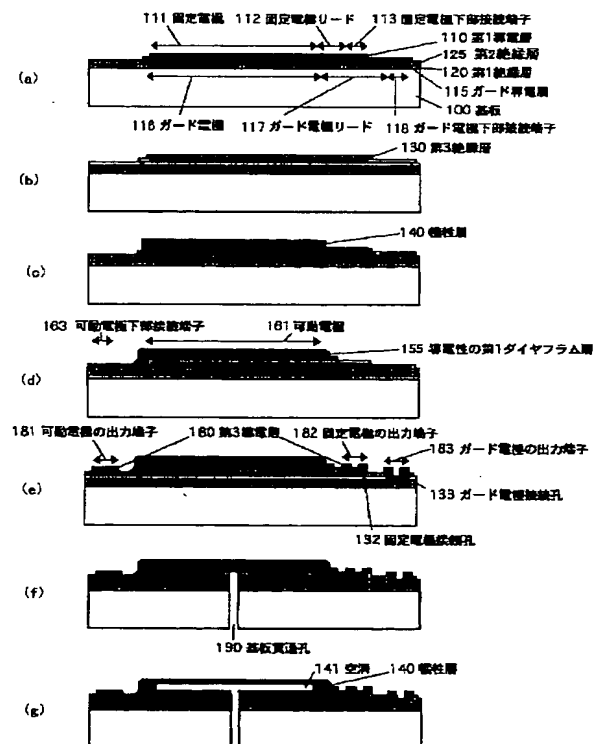 111 固定電極 112 固定電極リード 113 固定電極下部接続端子
110 第1導電層
125 第2絶縁層
120 第1絶縁層
115 ガード導電層
100 基板
116 ガード電極 117 ガード電極リード 118 ガード電極下部接続端子
(a)
130 第3絶縁層
(b)
140 犠牲層
(c)
163 可動電極下部接続端子 161 可動電極
155 導電性の第1ダイヤフラム層
(d)
181 可動電極の出力端子 180 第3導電層 182 固定電極の出力端子
183 ガード電極の出力端子
(e)
133 ガード電極接続孔
132 固定電極接続孔
(f)
190 基板貫通孔
141 空洞 140 犠牲層
(g)